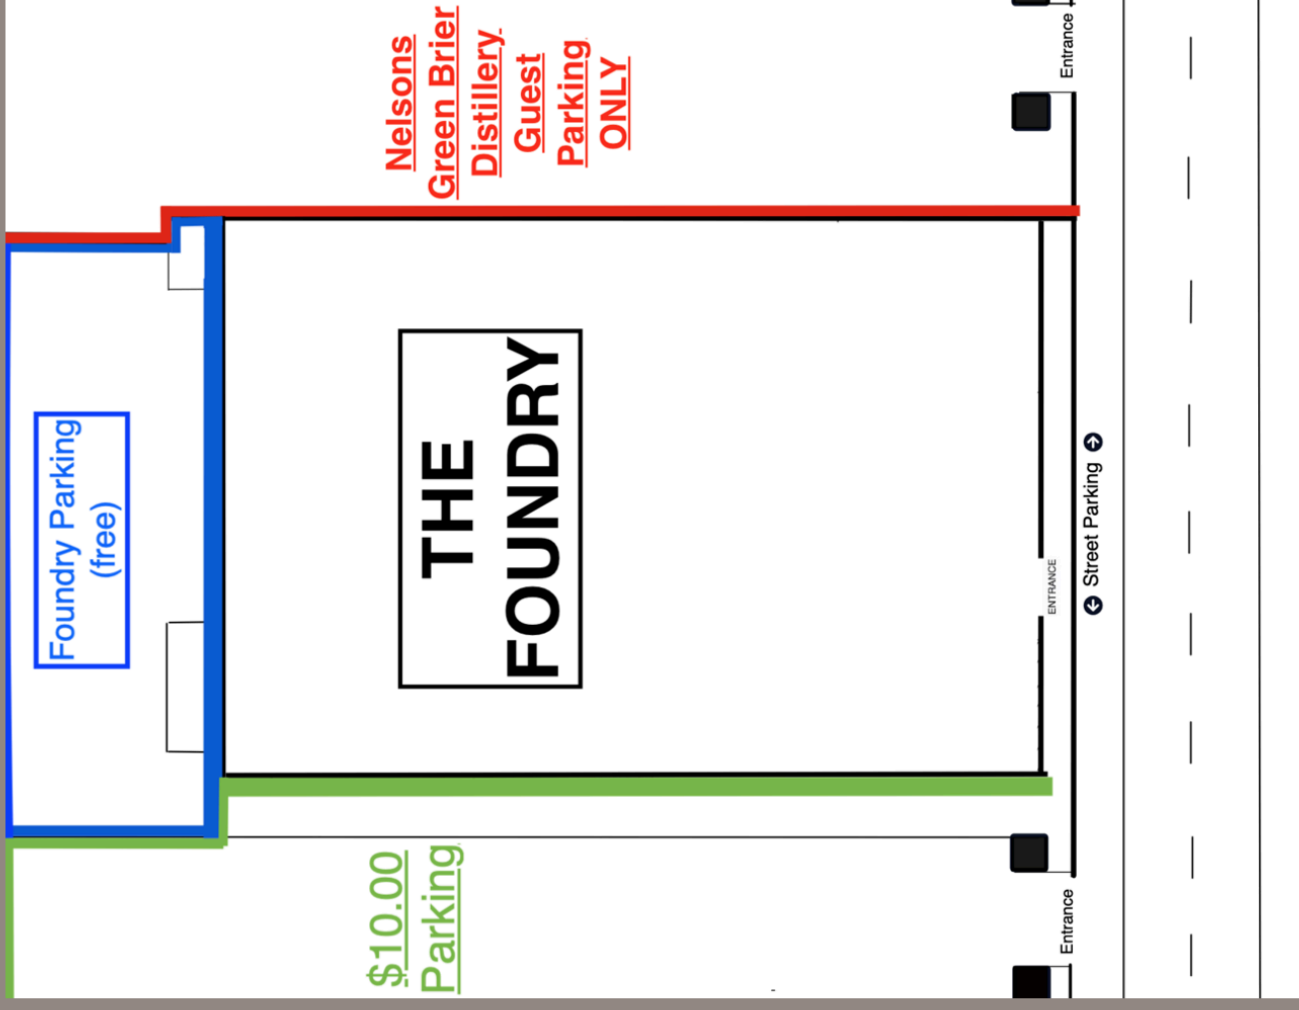 Foundry Parking
(free)
$10.00
Parking
THE
FOUNDRY
Nelsons
Green Brier
Distillery
Guest
Parking
ONLY
ENTRANCE
Entrance
Entrance
Street Parking